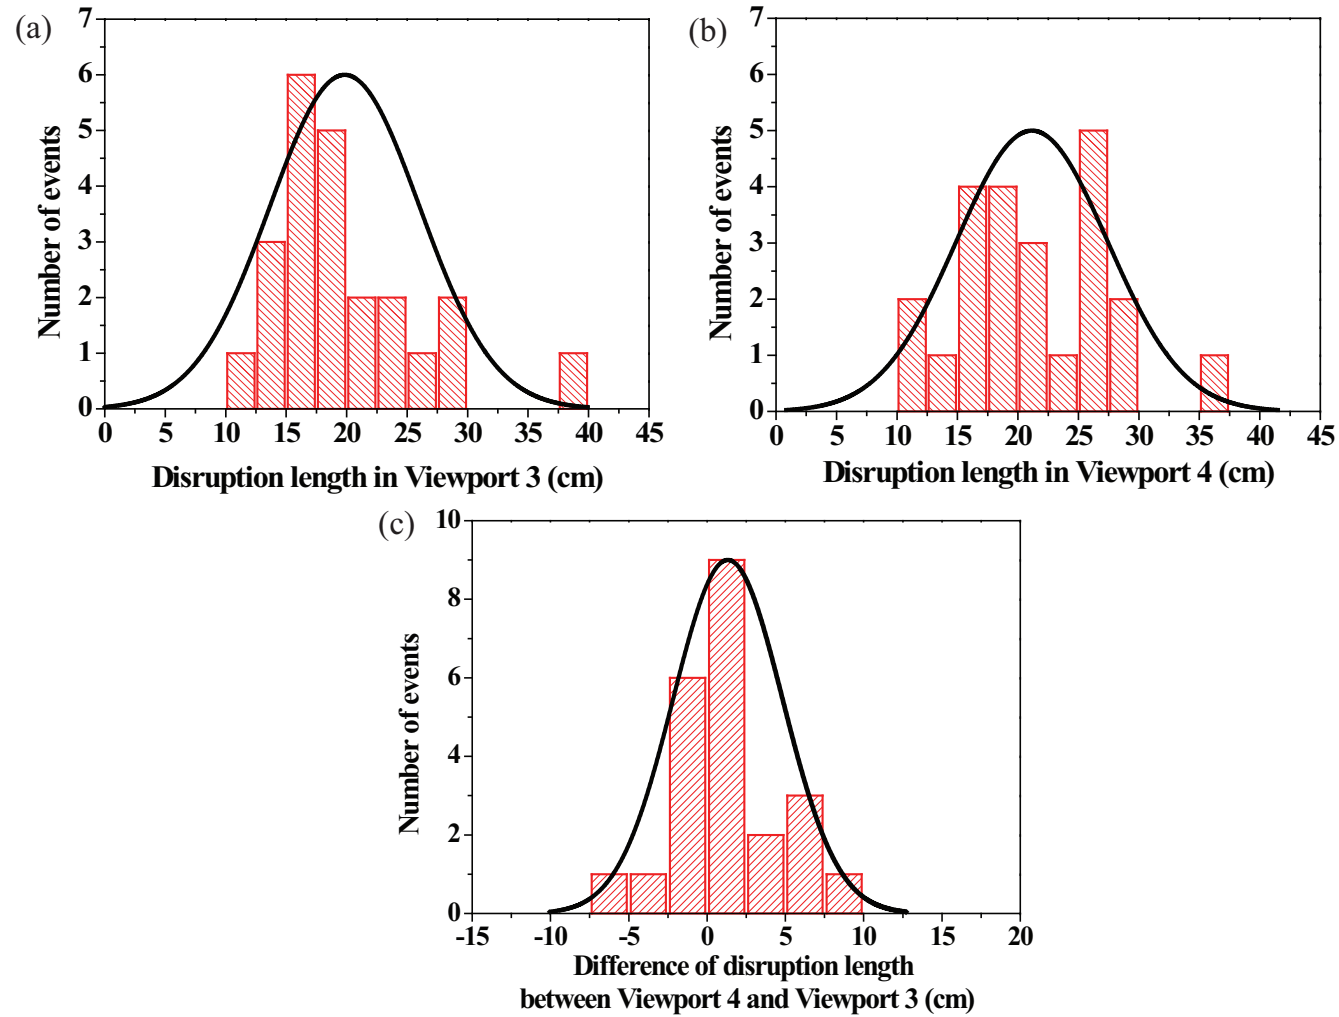 (a)
7
6
5
4
3
2
1
0
Number of events
0 5 10 15 20 25 30 35 40 45
Disruption length in Viewport 3 (cm)
(b)
7
6
5
4
3
2
1
0
Number of events
0 5 10 15 20 25 30 35 40 45
Disruption length in Viewport 4 (cm)
(c)
10
8
6
4
2
0
Number of events
-15 -10 -5 0 5 10 15 20
Difference of disruption length
between Viewport 4 and Viewport 3 (cm)